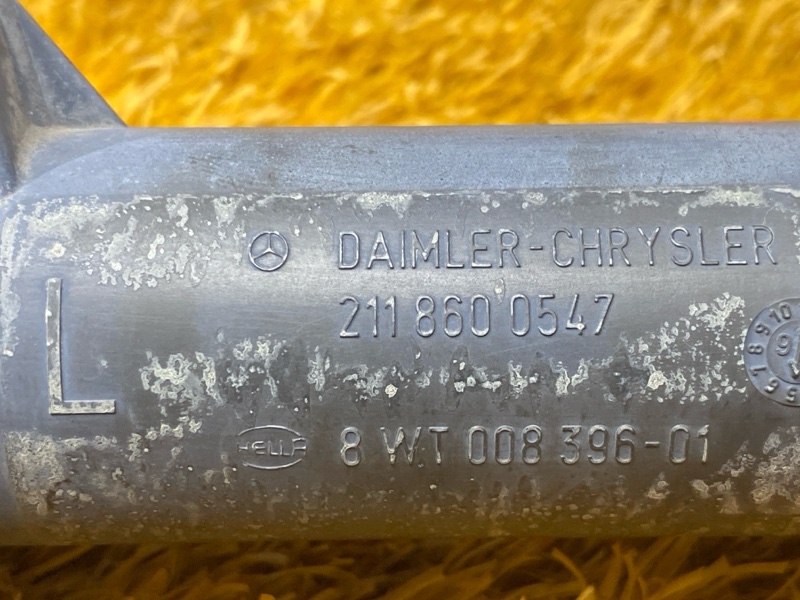 DAIMLER-CHRYSLER
211 860 0547
L
HELLA
8 WT 008 396-01